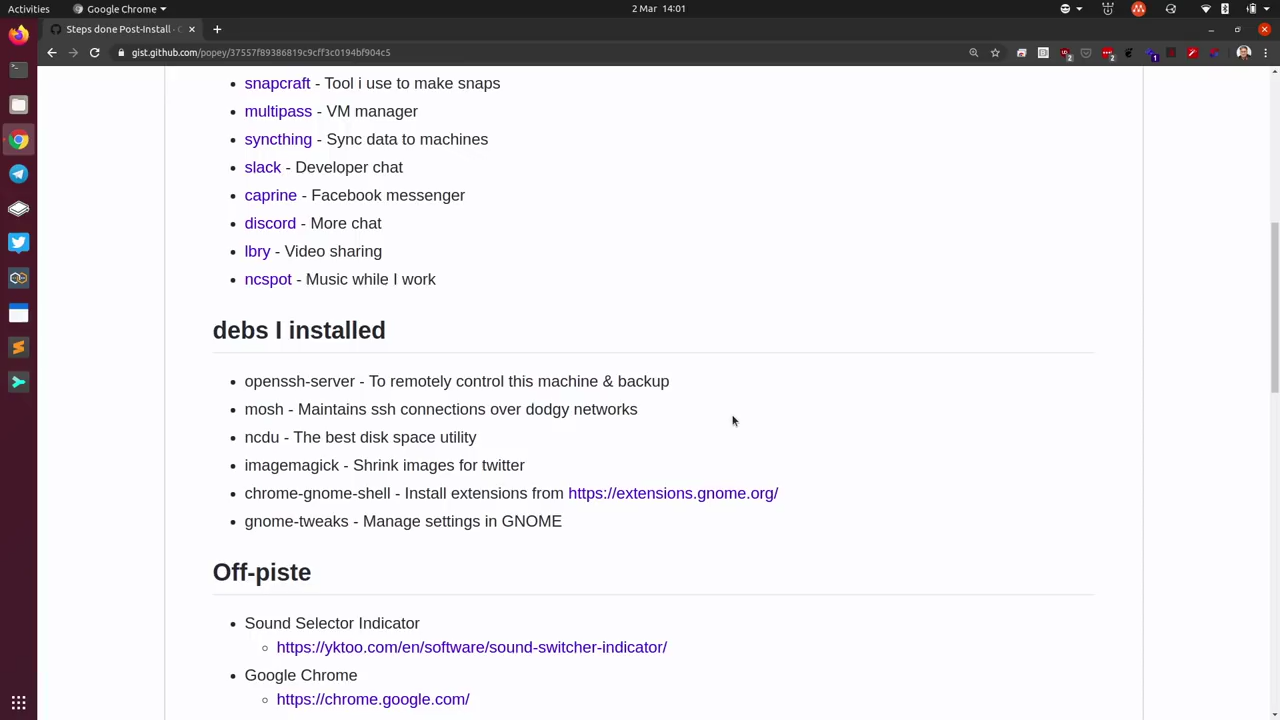 Activities
Google Chrome
2 Mar 14:01
Steps done Post-Install ·
gist.github.com/popey/37557f89386819c9cff3c0194bf904c5
2
2
1
snapcraft - Tool i use to make snaps
multipass - VM manager
syncthing - Sync data to machines
slack - Developer chat
caprine - Facebook messenger
discord - More chat
lbry - Video sharing
ncspot - Music while I work
debs I installed
openssh-server - To remotely control this machine & backup
mosh - Maintains ssh connections over dodgy networks
ncdu - The best disk space utility
imagemagick - Shrink images for twitter
chrome-gnome-shell - Install extensions from https://extensions.gnome.org/
gnome-tweaks - Manage settings in GNOME
Off-piste
Sound Selector Indicator
https://yktoo.com/en/software/sound-switcher-indicator/
Google Chrome
https://chrome.google.com/